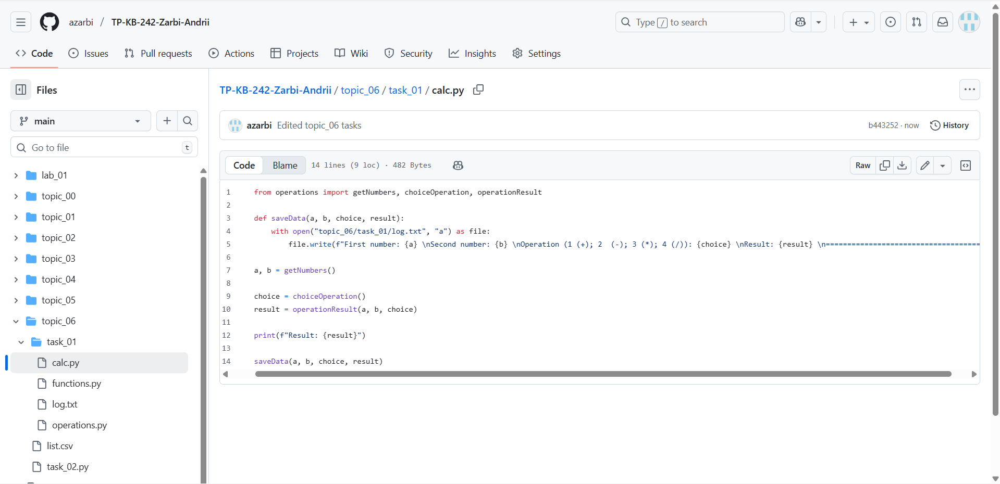 azarbi / TP-KB-242-Zarbi-Andrii
Type / to search
Code Issues Pull requests Actions Projects Wiki Security Insights Settings
Files
main
Go to file t
lab_01
topic_00
topic_01
topic_02
topic_03
topic_04
topic_05
topic_06
task_01
calc.py
functions.py
log.txt
operations.py
list.csv
task_02.py
TP-KB-242-Zarbi-Andrii / topic_06 / task_01 / calc.py
azarbi Edited topic_06 tasks b443252 · now History
Code Blame 14 lines (9 loc) · 482 Bytes Raw
1 from operations import getNumbers, choiceOperation, operationResult
2
3 def saveData(a, b, choice, result):
4 with open("topic_06/task_01/log.txt", "a") as file:
5 file.write(f"First number: {a} \nSecond number: {b} \nOperation (1 (+); 2  (-); 3 (*); 4 (/)): {choice} \nResult: {result} \n====================================
6
7 a, b = getNumbers()
8
9 choice = choiceOperation()
10 result = operationResult(a, b, choice)
11
12 print(f"Result: {result}")
13
14 saveData(a, b, choice, result)